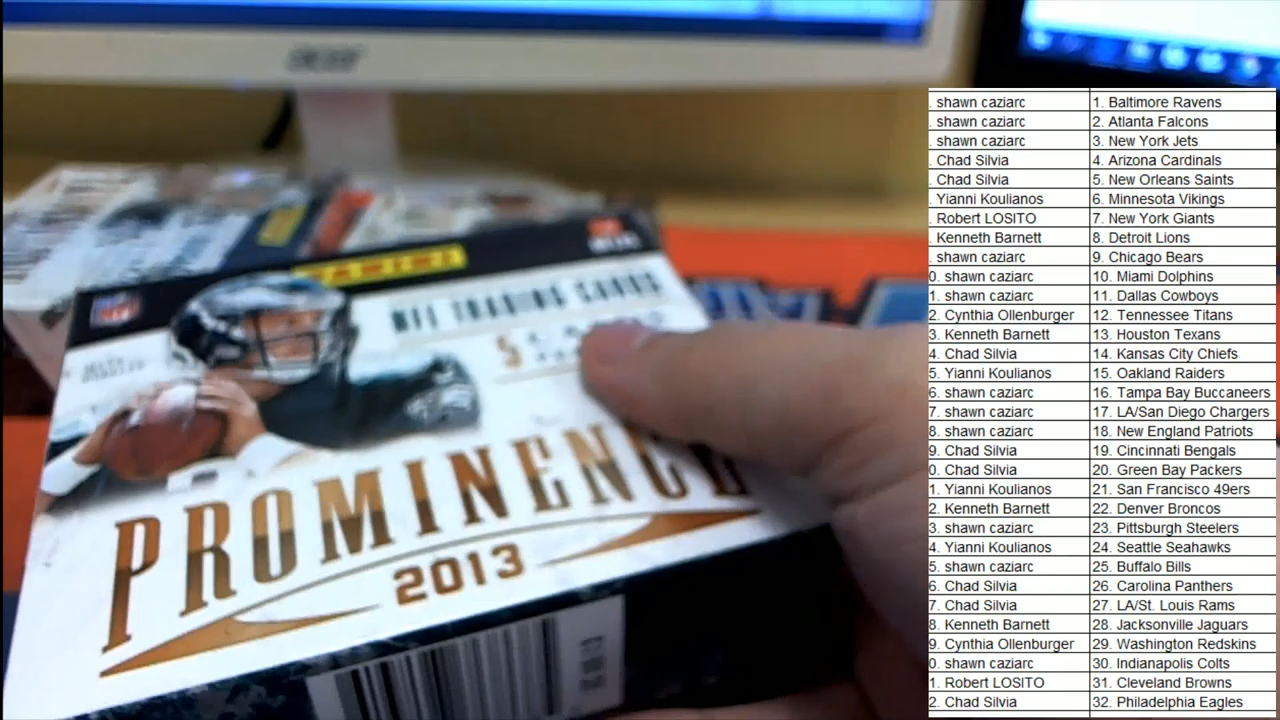 acer
PANINI
NFL
NFL TRADING CARDS
PROMINENCE
2013
. shawn caziarc 1. Baltimore Ravens
. shawn caziarc 2. Atlanta Falcons
. shawn caziarc 3. New York Jets
. Chad Silvia 4. Arizona Cardinals
. Chad Silvia 5. New Orleans Saints
. Yianni Koulianos 6. Minnesota Vikings
. Robert LOSITO 7. New York Giants
. Kenneth Barnett 8. Detroit Lions
. shawn caziarc 9. Chicago Bears
0. shawn caziarc 10. Miami Dolphins
1. shawn caziarc 11. Dallas Cowboys
2. Cynthia Ollenburger 12. Tennessee Titans
3. Kenneth Barnett 13. Houston Texans
4. Chad Silvia 14. Kansas City Chiefs
5. Yianni Koulianos 15. Oakland Raiders
6. shawn caziarc 16. Tampa Bay Buccaneers
7. shawn caziarc 17. LA/San Diego Chargers
8. shawn caziarc 18. New England Patriots
9. Chad Silvia 19. Cincinnati Bengals
0. Chad Silvia 20. Green Bay Packers
1. Yianni Koulianos 21. San Francisco 49ers
2. Kenneth Barnett 22. Denver Broncos
3. shawn caziarc 23. Pittsburgh Steelers
4. Yianni Koulianos 24. Seattle Seahawks
5. shawn caziarc 25. Buffalo Bills
6. Chad Silvia 26. Carolina Panthers
7. Chad Silvia 27. LA/St. Louis Rams
8. Kenneth Barnett 28. Jacksonville Jaguars
9. Cynthia Ollenburger 29. Washington Redskins
0. shawn caziarc 30. Indianapolis Colts
1. Robert LOSITO 31. Cleveland Browns
2. Chad Silvia 32. Philadelphia Eagles